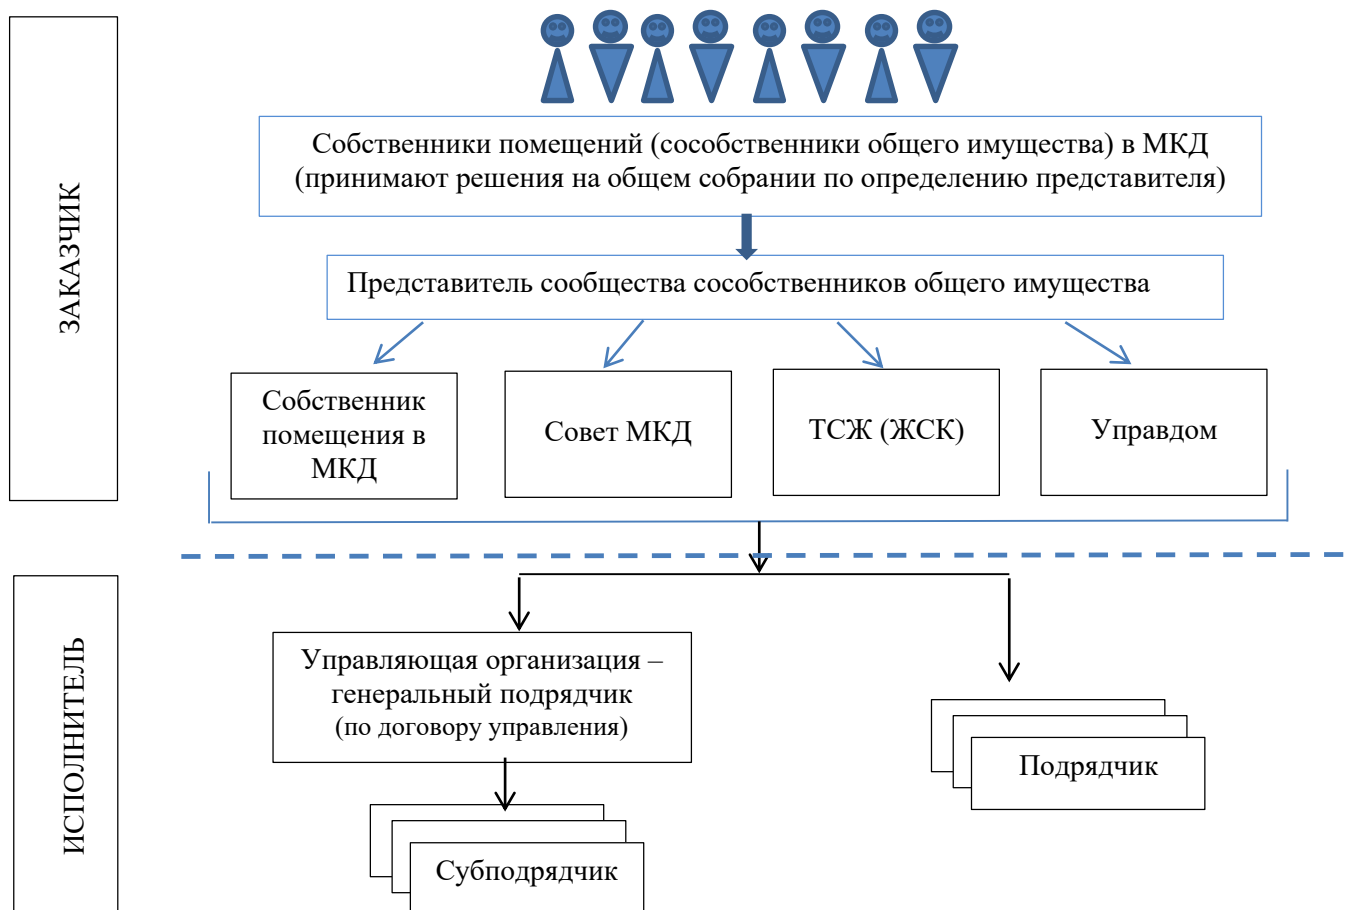 ЗАКАЗЧИК
Собственники помещений (сособственники общего имущества) в МКД
(принимают решения на общем собрании по определению представителя)
Представитель сообщества сособственников общего имущества
Собственник
помещения в
МКД
Совет МКД
ТСЖ (ЖСК)
Управдом
ИСПОЛНИТЕЛЬ
Управляющая организация –
генеральный подрядчик
(по договору управления)
Подрядчик
Субподрядчик